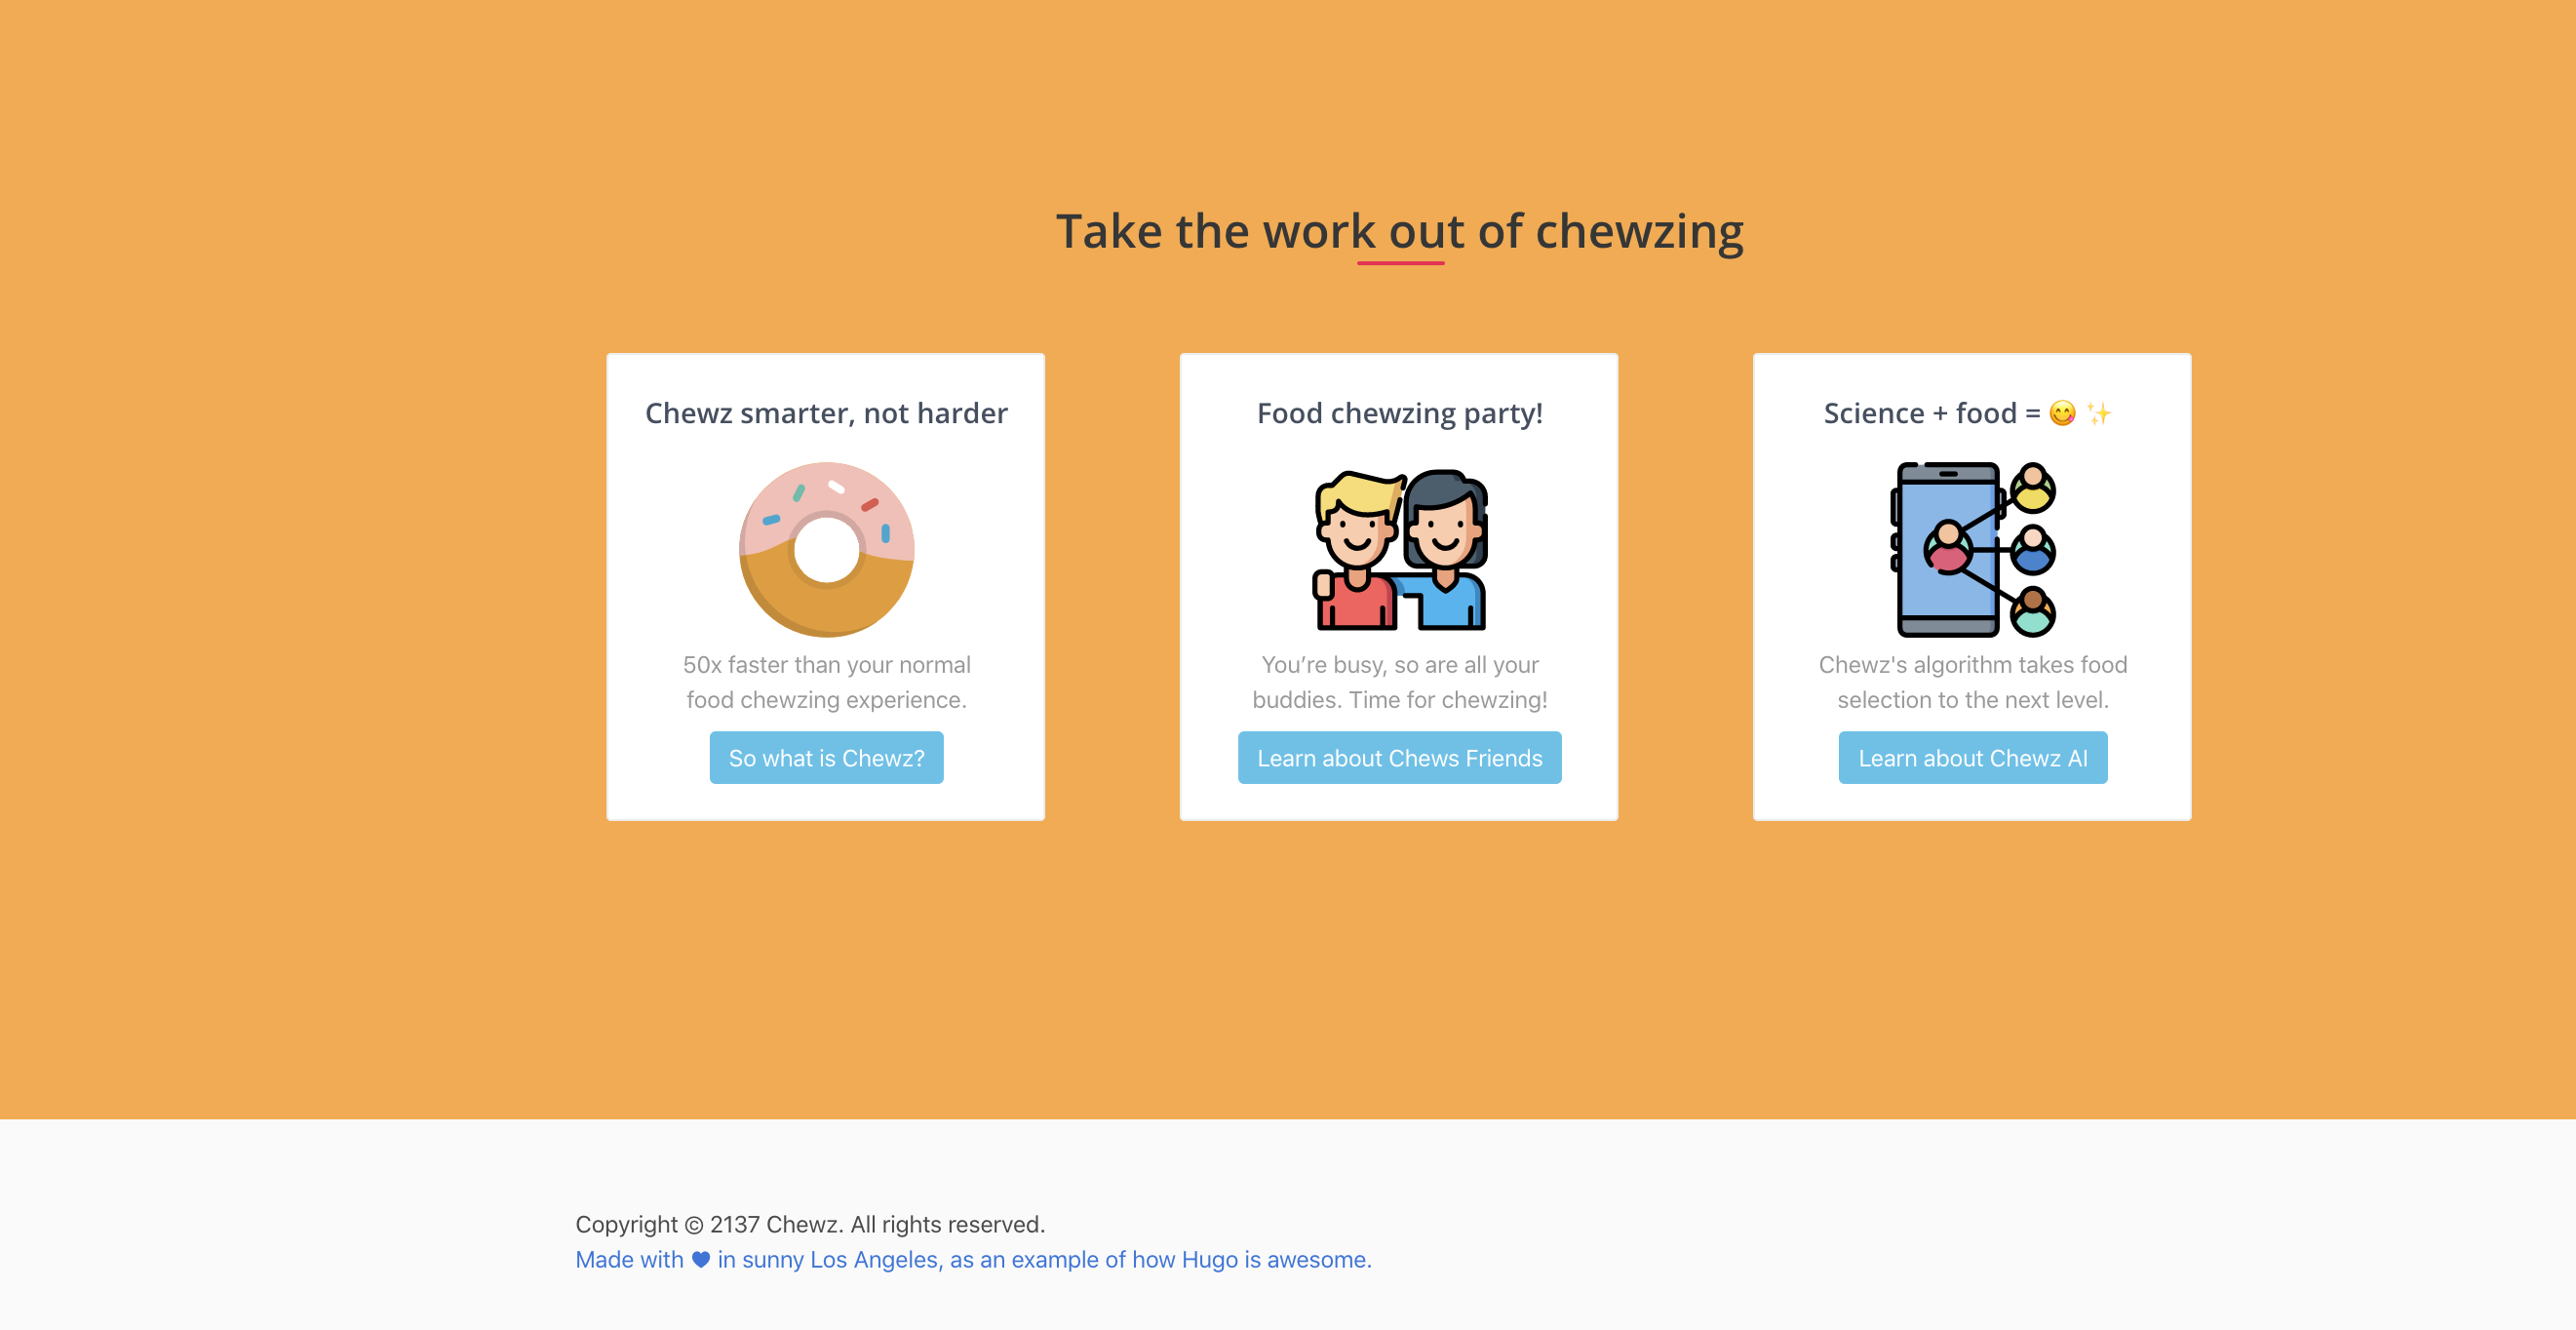 Take the work out of chewzing
Chewz smarter, not harder
50x faster than your normal
food chewzing experience.
So what is Chewz?
Food chewzing party!
You’re busy, so are all your
buddies. Time for chewzing!
Learn about Chews Friends
Science + food = 😋 ✨
Chewz's algorithm takes food
selection to the next level.
Learn about Chewz AI
Copyright © 2137 Chewz. All rights reserved.
Made with ♥ in sunny Los Angeles, as an example of how Hugo is awesome.